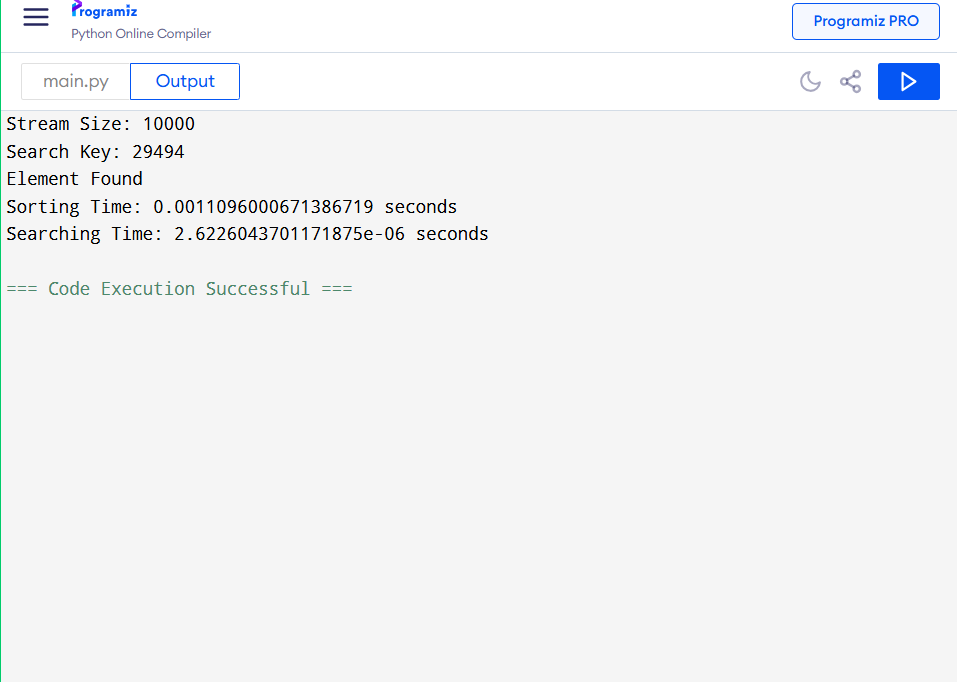 Programiz
Python Online Compiler
Programiz PRO
main.py
Output
Stream Size: 10000
Search Key: 29494
Element Found
Sorting Time: 0.0011096000671386719 seconds
Searching Time: 2.6226043701171875e-06 seconds
=== Code Execution Successful ===